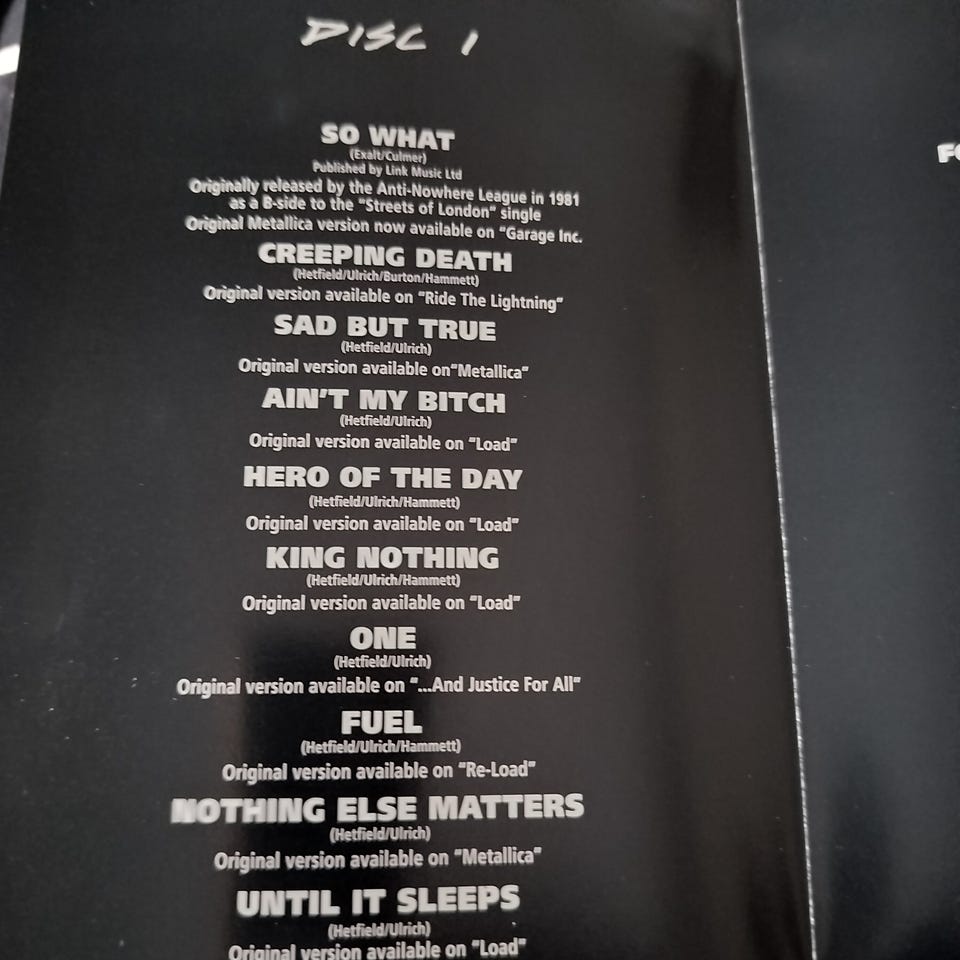 DISC 1
SO WHAT
(Exalt/Culmer)
Published by Link Music Ltd
Originally released by the Anti-Nowhere League in 1981
as a B-side to the "Streets of London" single
Original Metallica version now available on "Garage Inc.
CREEPING DEATH
(Hetfield/Ulrich/Burton/Hammett)
Original version available on "Ride The Lightning"
SAD BUT TRUE
(Hetfield/Ulrich)
Original version available on"Metallica"
AIN'T MY BITCH
(Hetfield/Ulrich)
Original version available on "Load"
HERO OF THE DAY
(Hetfield/Ulrich/Hammett)
Original version available on "Load"
KING NOTHING
(Hetfield/Ulrich/Hammett)
Original version available on "Load"
ONE
(Hetfield/Ulrich)
Original version available on "...And Justice For All"
FUEL
(Hetfield/Ulrich/Hammett)
Original version available on "Re-Load"
NOTHING ELSE MATTERS
(Hetfield/Ulrich)
Original version available on "Metallica"
UNTIL IT SLEEPS
(Hetfield/Ulrich)
Original version available on "Load"